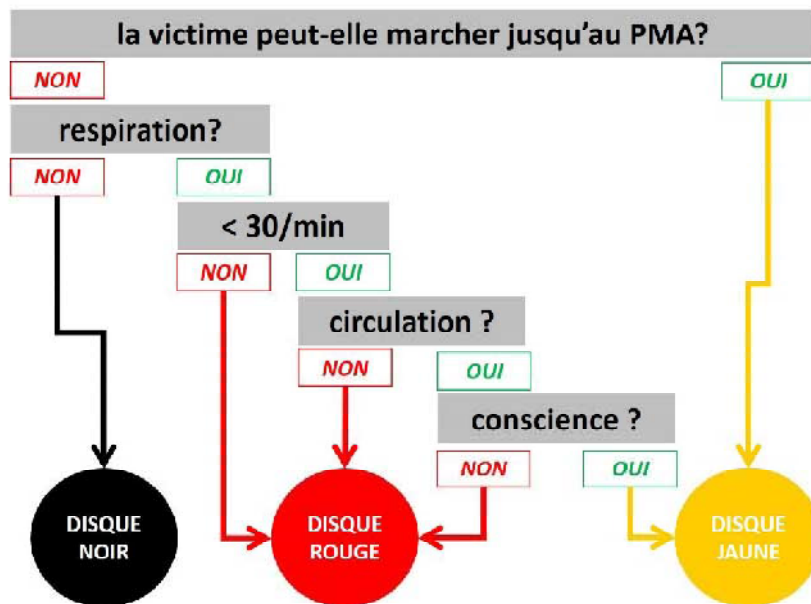 la victime peut-elle marcher jusqu'au PMA?
NON
OUI
respiration?
NON
OUI
< 30/min
NON
OUI
circulation ?
NON
OUI
conscience ?
NON
OUI
DISQUE
NOIR
DISQUE
ROUGE
DISQUE
JAUNE